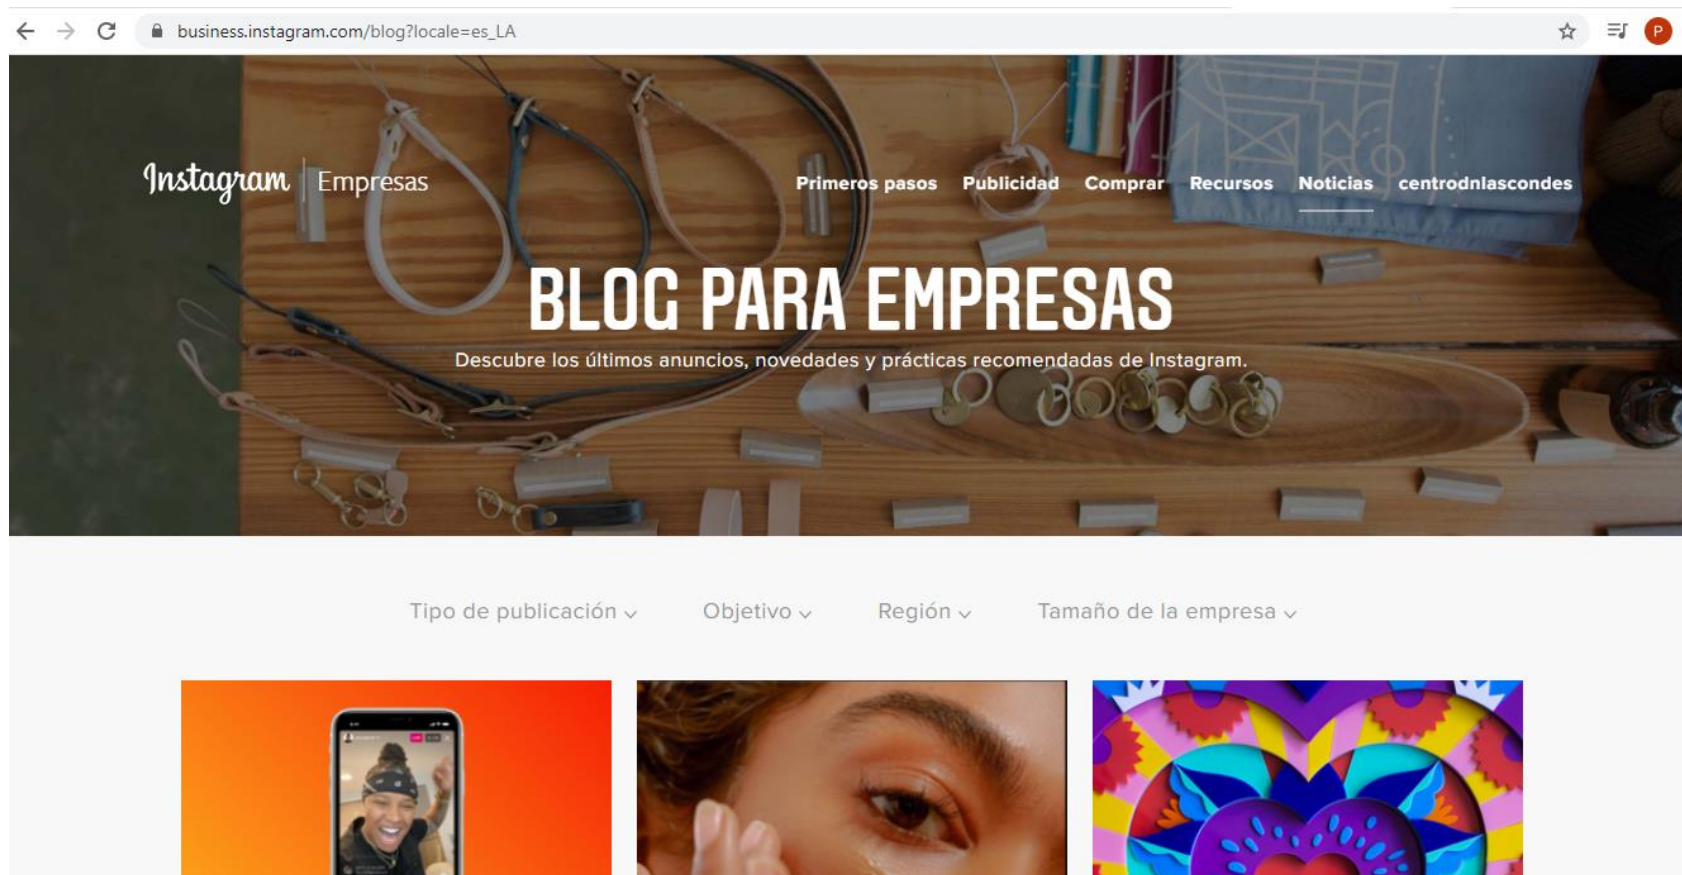 business.instagram.com/blog?locale=es_LA
P
Instagram Empresas
Primeros pasos Publicidad Comprar Recursos Noticias centrodnlascondes
BLOG PARA EMPRESAS
Descubre los últimos anuncios, novedades y prácticas recomendadas de Instagram.
Tipo de publicación Objetivo Región Tamaño de la empresa